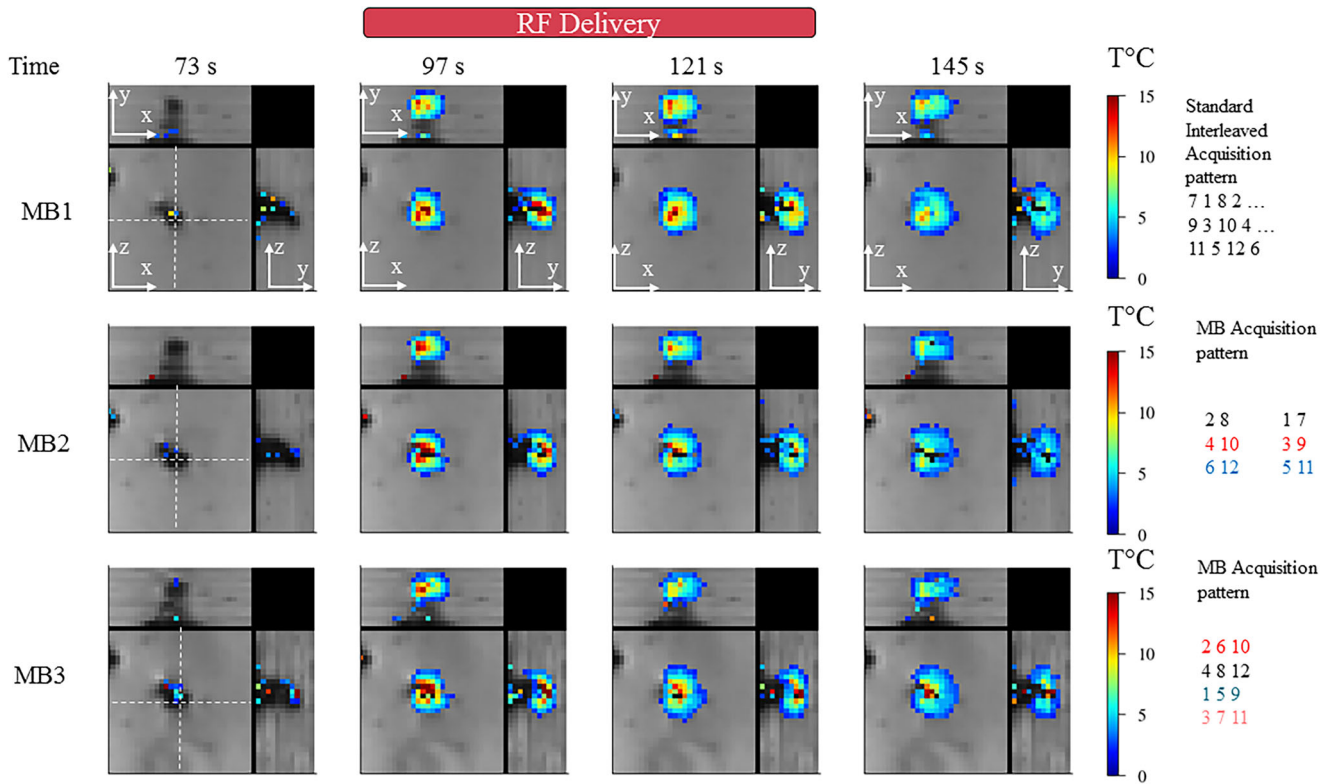 RF Delivery
Time 73 s 97 s 121 s 145 s T°C
MB1
y x y x y x y x
z x z y z x z y z x z y z x z y
15
10
5
0
Standard
Interleaved
Acquisition
pattern
7 1 8 2 ...
9 3 10 4 ...
11 5 12 6
MB2
T°C
15
10
5
0
MB Acquisition
pattern
2 8 1 7
4 10 3 9
6 12 5 11
MB3
T°C
15
10
5
0
MB Acquisition
pattern
2 6 10
4 8 12
1 5 9
3 7 11